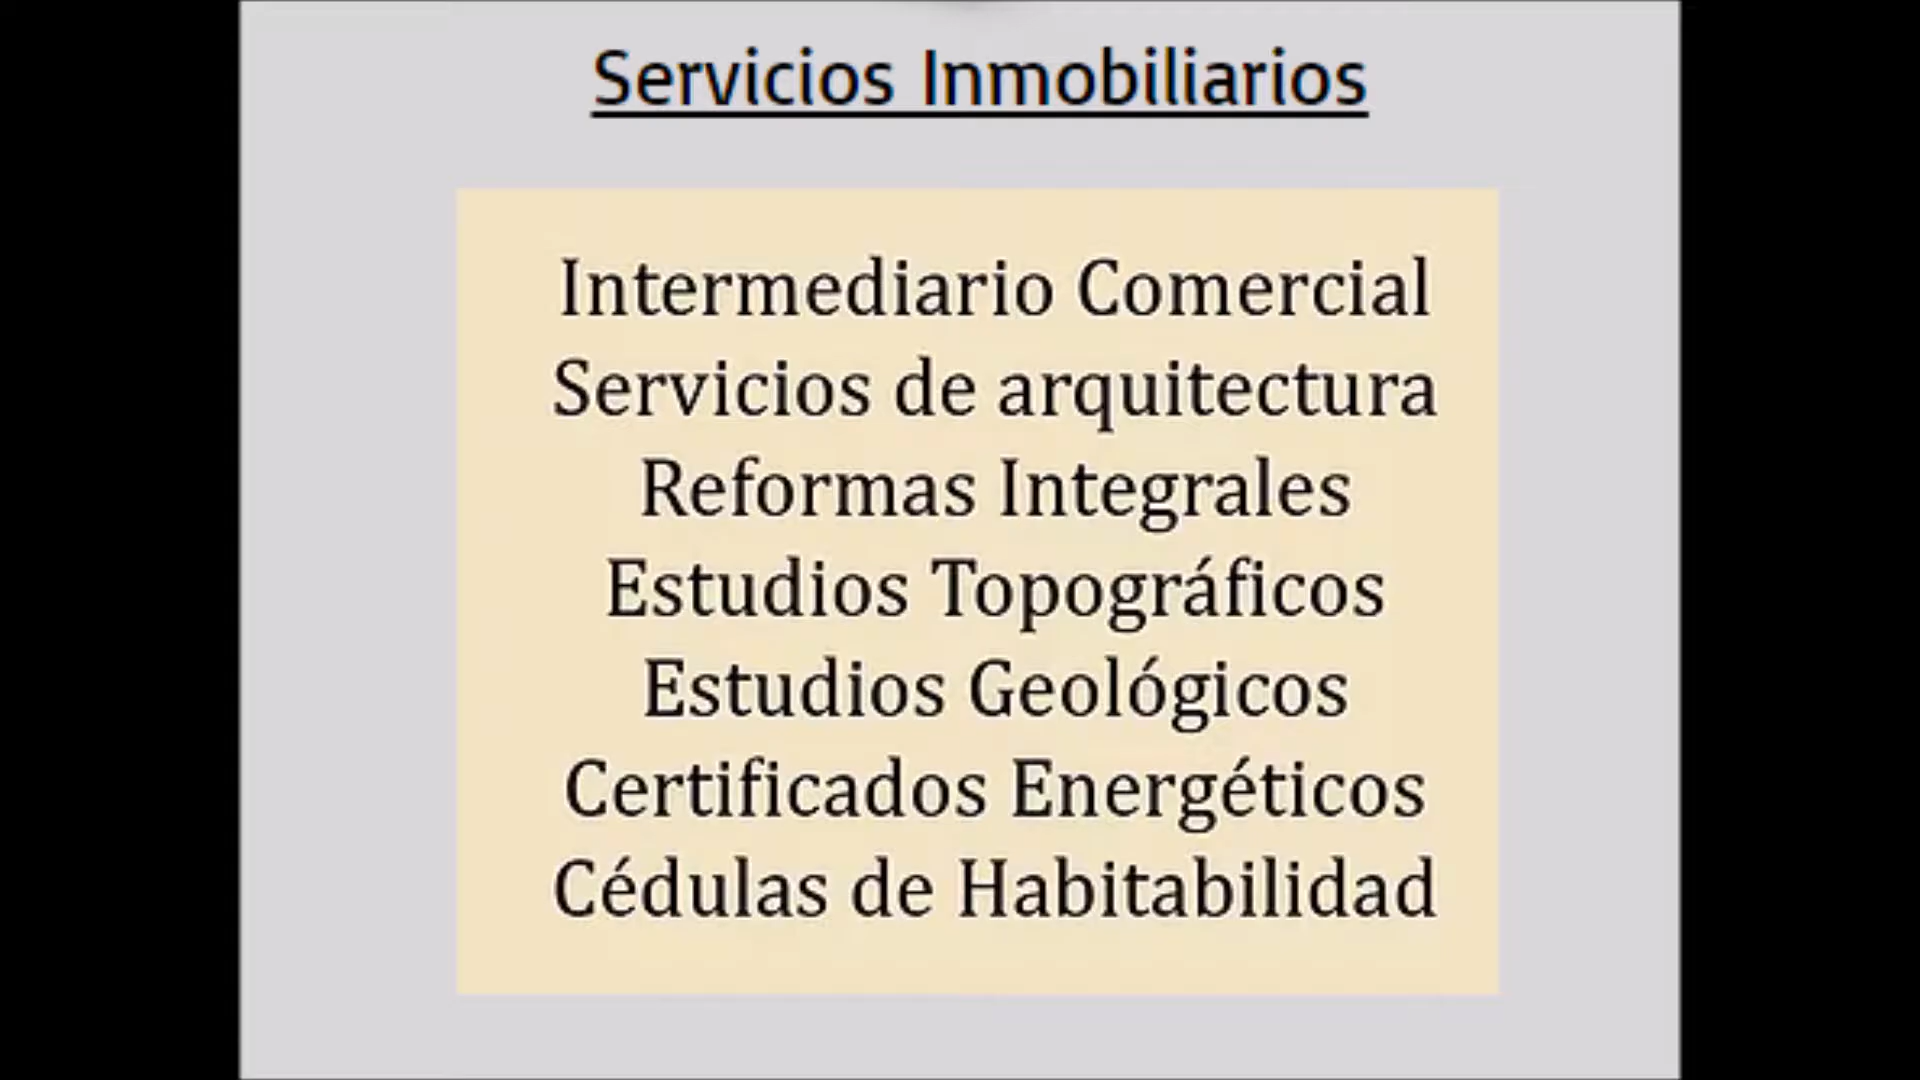 Servicios Inmobiliarios
Intermediario Comercial
Servicios de arquitectura
Reformas Integrales
Estudios Topográficos
Estudios Geológicos
Certificados Energéticos
Cédulas de Habitabilidad